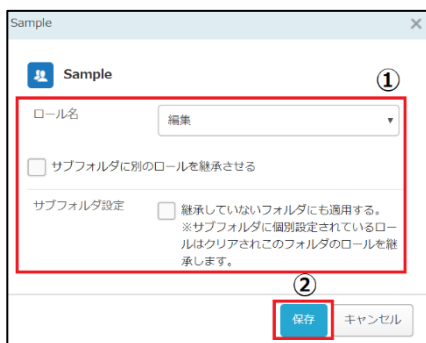 Sample
×
Sample
①
ロール名
編集
サブフォルダに別のロールを継承させる
サブフォルダ設定
継承していないフォルダにも適用する。
※サブフォルダに個別設定されているロー
ルはクリアされこのフォルダのロールを継
承します。
②
保存
キャンセル